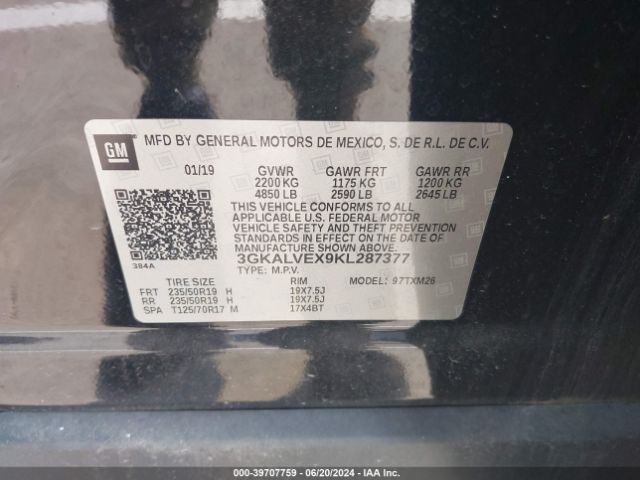 GM MFD BY GENERAL MOTORS DE MEXICO, S. DE R.L. DE C.V.
01/19 GVWR GAWR FRT GAWR RR
2200 KG 1175 KG 1200 KG
4850 LB 2590 LB 2645 LB
THIS VEHICLE CONFORMS TO ALL
APPLICABLE U.S. FEDERAL MOTOR
VEHICLE SAFETY AND THEFT PREVENTION
STANDARDS IN EFFECT ON THE DATE OF
MANUFACTURE SHOWN ABOVE.
3GKALVEX9KL287377
384A TYPE: M.P.V. MODEL: 97TXM26
TIRE SIZE RIM
FRT 235/50R19 H 19X7.5J
RR 235/50R19 H 19X7.5J
SPA T125/70R17 M 17X4BT
000-39707759 - 06/20/2024 - IAA Inc.